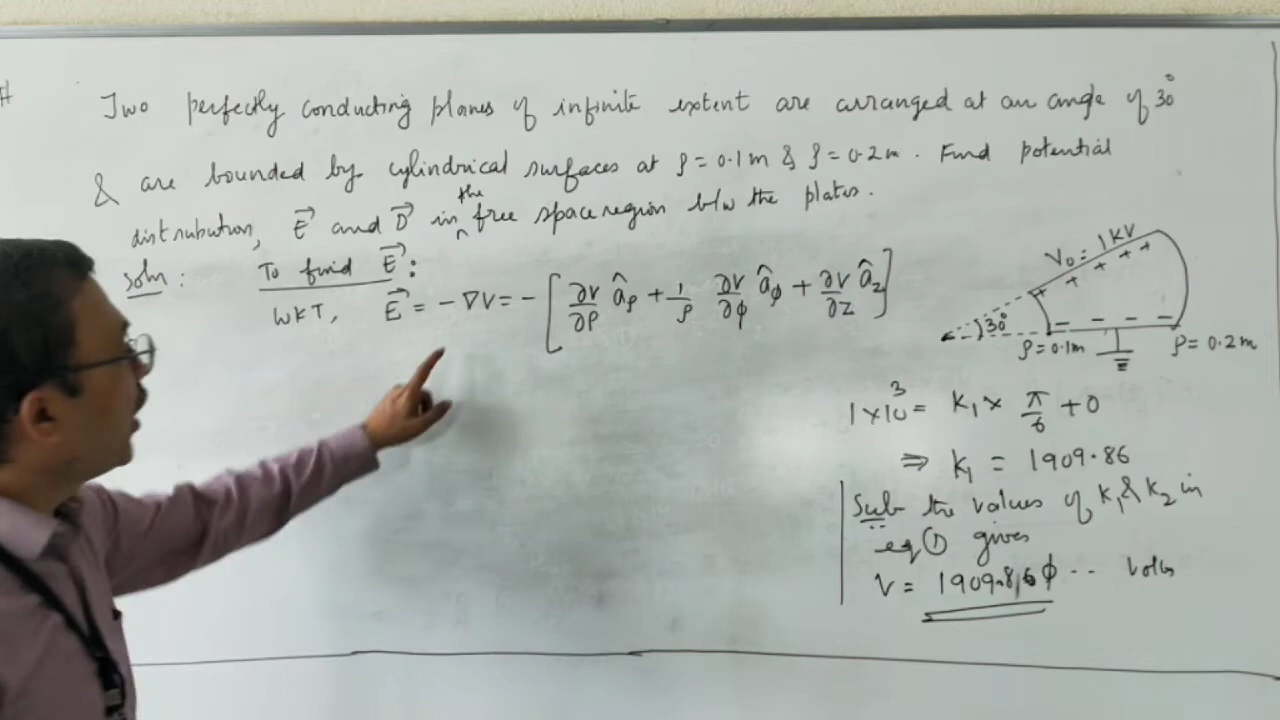 #
Two perfectly conducting planes of infinite extent are arranged at an angle of 30°
& are bounded by cylindrical surfaces at ρ = 0.1m & ρ = 0.2m. Find potential
distribution, E⃗ and D⃗ in ^ the free space region b/w the plates.
Soln: To find E⃗:
WKT, E⃗ = - ∇V = - [ ∂V/∂ρ âρ + 1/ρ ∂V/∂ϕ âϕ + ∂V/∂z âz ]
V₀ = 1KV
+ + + + +
30°
- - - -
ρ = 0.1m
ρ = 0.2m
1×10³ = K₁ × π/6 + 0
⇒ K₁ = 1909.86
Sub the values of K₁ & K₂ in
eq ① gives
V = 1909.86ϕ .. Volts